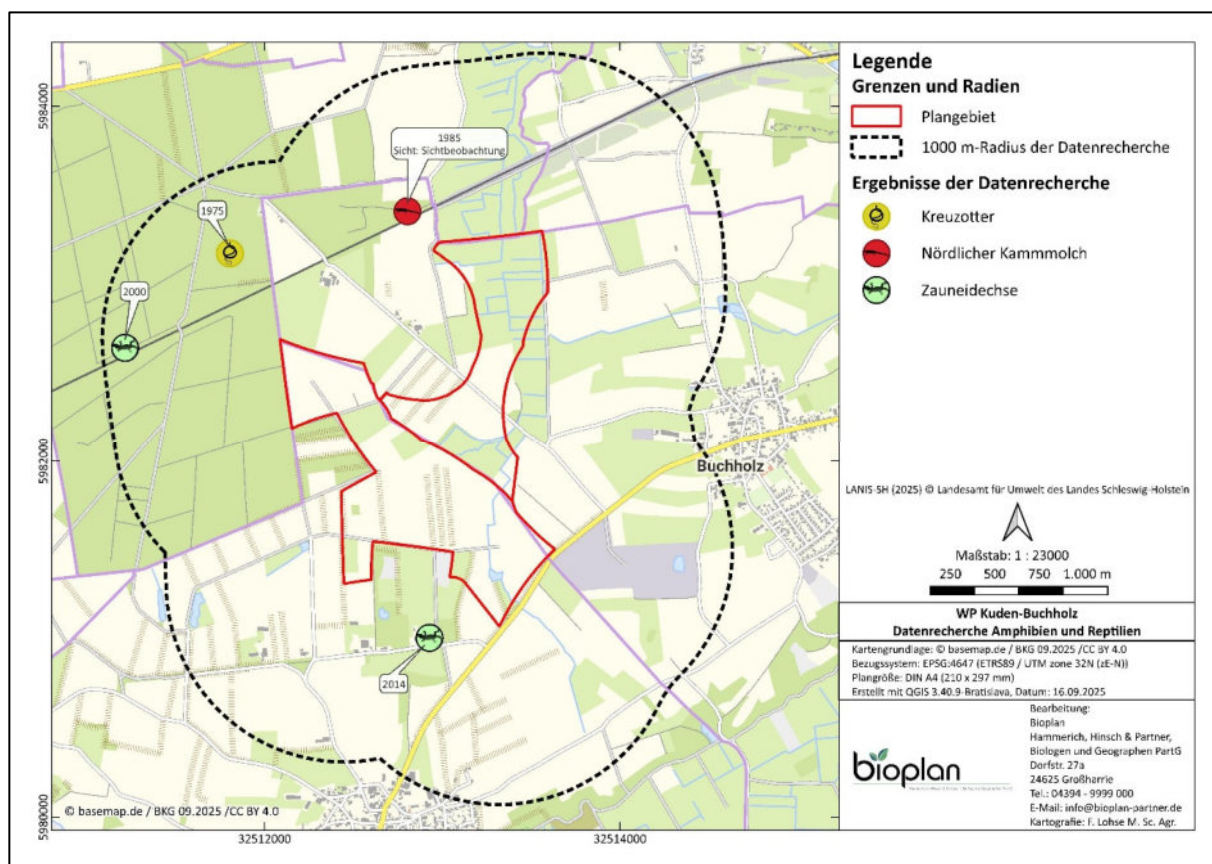 5984000
5982000
5980000
32512000
32514000
1985
Sicht: Sichtbeobachtung
1975
2000
2014
Buchholz
© basemap.de / BKG 09.2025 /CC BY 4.0
Legende
Grenzen und Radien
Plangebiet
1000 m-Radius der Datenrecherche
Ergebnisse der Datenrecherche
Kreuzotter
Nördlicher Kammmolch
Zauneidechse
LANIS-SH (2025) © Landesamt für Umwelt des Landes Schleswig-Holstein
Maßstab: 1 : 23000
250 500 750 1.000 m
WP Kuden-Buchholz
Datenrecherche Amphibien und Reptilien
Kartengrundlage: © basemap.de / BKG 09.2025 /CC BY 4.0
Bezugssystem: EPSG:4647 (ETRS89 / UTM zone 32N (zE-N))
Plangröße: DIN A4 (210 x 297 mm)
Erstellt mit QGIS 3.40.9-Bratislava, Datum: 16.09.2025
bioplan
Bearbeitung:
Bioplan
Hammerich, Hinsch & Partner,
Biologen und Geographen PartG
Dorfstr. 27a
24625 Großharrie
Tel.: 04394 - 9999 000
E-Mail: info@bioplan-partner.de
Kartografie: F. Lohse M. Sc. Agr.